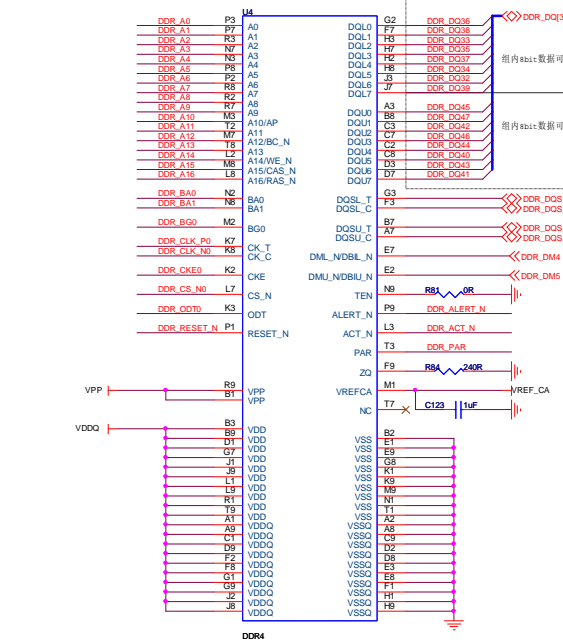 U4
DDR_A0 P3 A0 DQL0 G2 DDR_DQ36 DDR_DQ[3
DDR_A1 P7 A1 DQL1 F7 DDR_DQ38
DDR_A2 R3 A2 DQL2 H3 DDR_DQ33
DDR_A3 N7 A3 DQL3 H7 DDR_DQ35
DDR_A4 N3 A4 DQL4 H2 DDR_DQ37 组内8bit数据可
DDR_A5 P8 A5 DQL5 H8 DDR_DQ34
DDR_A6 P2 A6 DQL6 J3 DDR_DQ32
DDR_A7 R8 A7 DQL7 J7 DDR_DQ39
DDR_A8 R2 A8
DDR_A9 R7 A9 DQU0 A3 DDR_DQ45
DDR_A10 M3 A10/AP DQU1 B8 DDR_DQ47
DDR_A11 T2 A11 DQU2 C3 DDR_DQ42 组内8bit数据可
DDR_A12 M7 A12/BC_N DQU3 C7 DDR_DQ46
DDR_A13 T8 A13 DQU4 C2 DDR_DQ44
DDR_A14 L2 A14/WE_N DQU5 C8 DDR_DQ40
DDR_A15 M8 A15/CAS_N DQU6 D3 DDR_DQ43
DDR_A16 L8 A16/RAS_N DQU7 D7 DDR_DQ41
DDR_BA0 N2 BA0 DQSL_T G3 DDR_DQS
DDR_BA1 N8 BA1 DQSL_C F3 DDR_DQS
DDR_BG0 M2 BG0 DQSU_T B7 DDR_DQS
DQSU_C A7 DDR_DQS
DDR_CLK_P0 K7 CK_T
DDR_CLK_N0 K8 CK_C DML_N/DBIL_N E7 DDR_DM4
DDR_CKE0 K2 CKE DMU_N/DBIU_N E2 DDR_DM5
DDR_CS_N0 L7 CS_N TEN N9 R81 0R
DDR_ODT0 K3 ODT ALERT_N P9 DDR_ALERT_N
DDR_RESET_N P1 RESET_N ACT_N L3 DDR_ACT_N
PAR T3 DDR_PAR
ZQ F9 R84 240R
VPP R9 VPP VREFCA M1 VREF_CA
B1 VPP
NC T7 C123 1uF
VDDQ B3 VDD VSS B2
B9 VDD VSS E1
D1 VDD VSS E9
G7 VDD VSS G8
J1 VDD VSS K1
J9 VDD VSS K9
L1 VDD VSS M9
L9 VDD VSS N1
R1 VDD VSS T1
T9 VDD VSSQ A2
A1 VDDQ VSSQ A8
A9 VDDQ VSSQ C9
C1 VDDQ VSSQ D2
D9 VDDQ VSSQ D8
F2 VDDQ VSSQ E3
F8 VDDQ VSSQ E8
G1 VDDQ VSSQ F1
G9 VDDQ VSSQ H1
J2 VDDQ VSSQ H9
J8 VDDQ
DDR4